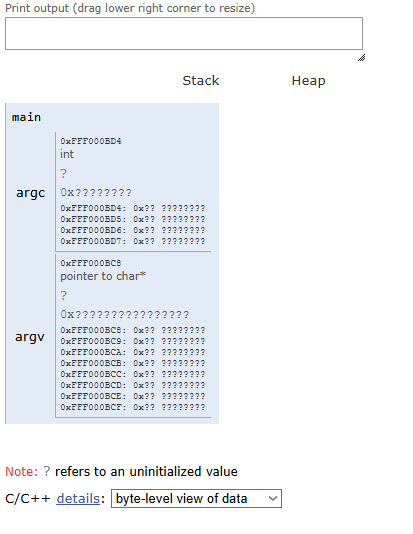 Print output (drag lower right corner to resize)
Stack Heap
main
0xFFF000BD4
int
?
argc 0x????????
0xFFF000BD4: 0x?? ????????
0xFFF000BD5: 0x?? ????????
0xFFF000BD6: 0x?? ????????
0xFFF000BD7: 0x?? ????????
0xFFF000BC8
pointer to char*
?
0x????????????????
argv 0xFFF000BC8: 0x?? ????????
0xFFF000BC9: 0x?? ????????
0xFFF000BCA: 0x?? ????????
0xFFF000BCB: 0x?? ????????
0xFFF000BCC: 0x?? ????????
0xFFF000BCD: 0x?? ????????
0xFFF000BCE: 0x?? ????????
0xFFF000BCF: 0x?? ????????
Note: ? refers to an uninitialized value
C/C++ details: byte-level view of data